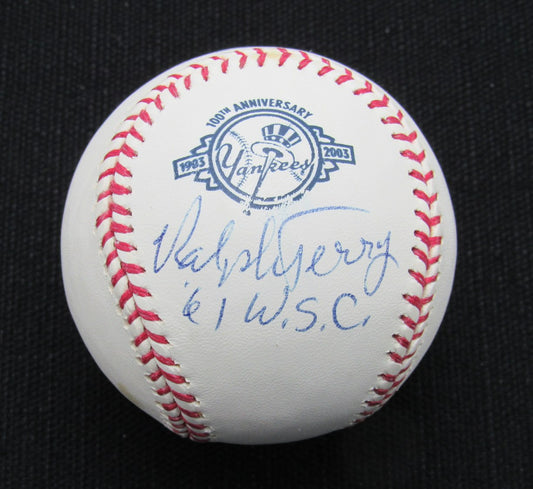 100TH ANNIVERSARY
1903 Yankees 2003
Ralph Terry
'61 W.S.C.